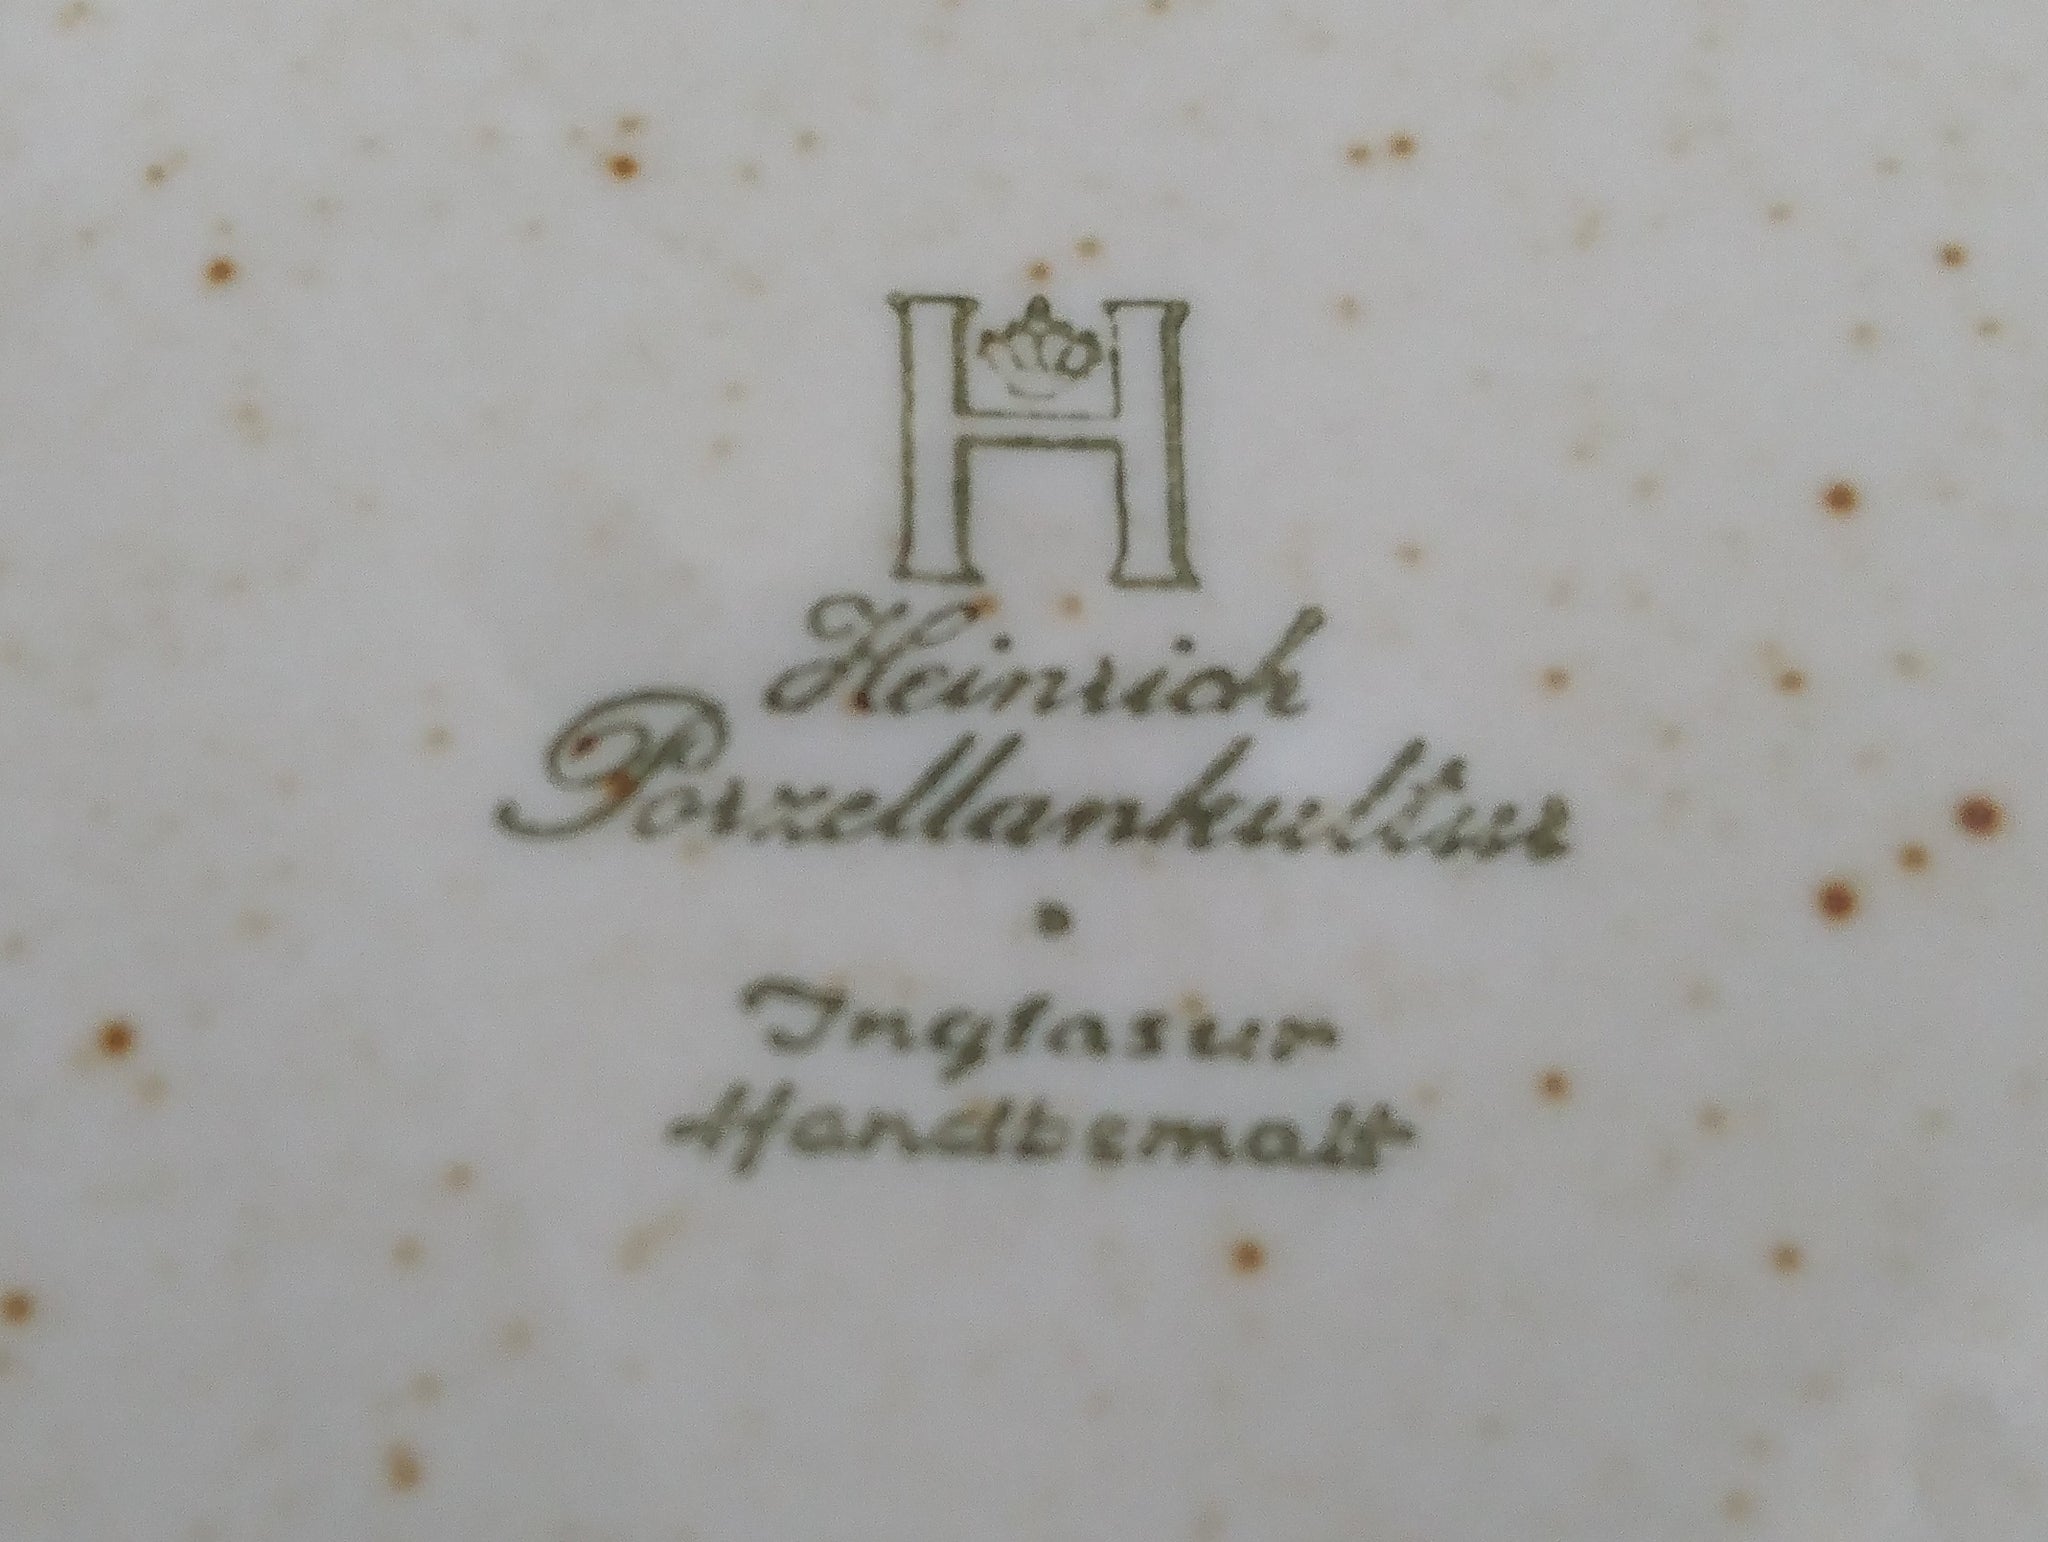 H
Heinrich
Porzellankultur
Inglasur
Handbemalt